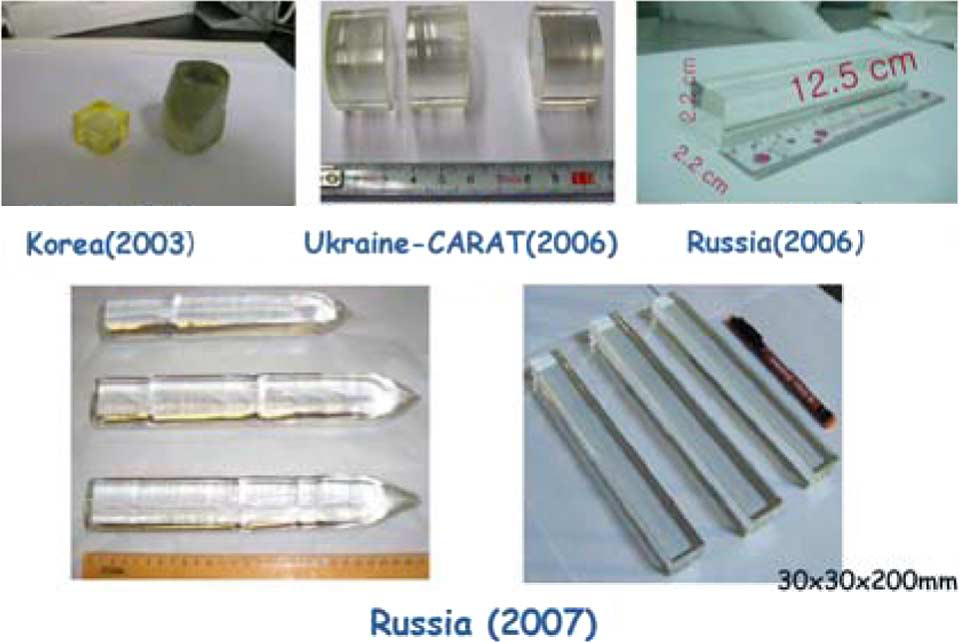 2.2 cm
12.5 cm
2.2 cm
Korea(2003)
Ukraine-CARAT(2006)
Russia(2006)
30x30x200mm
Russia (2007)